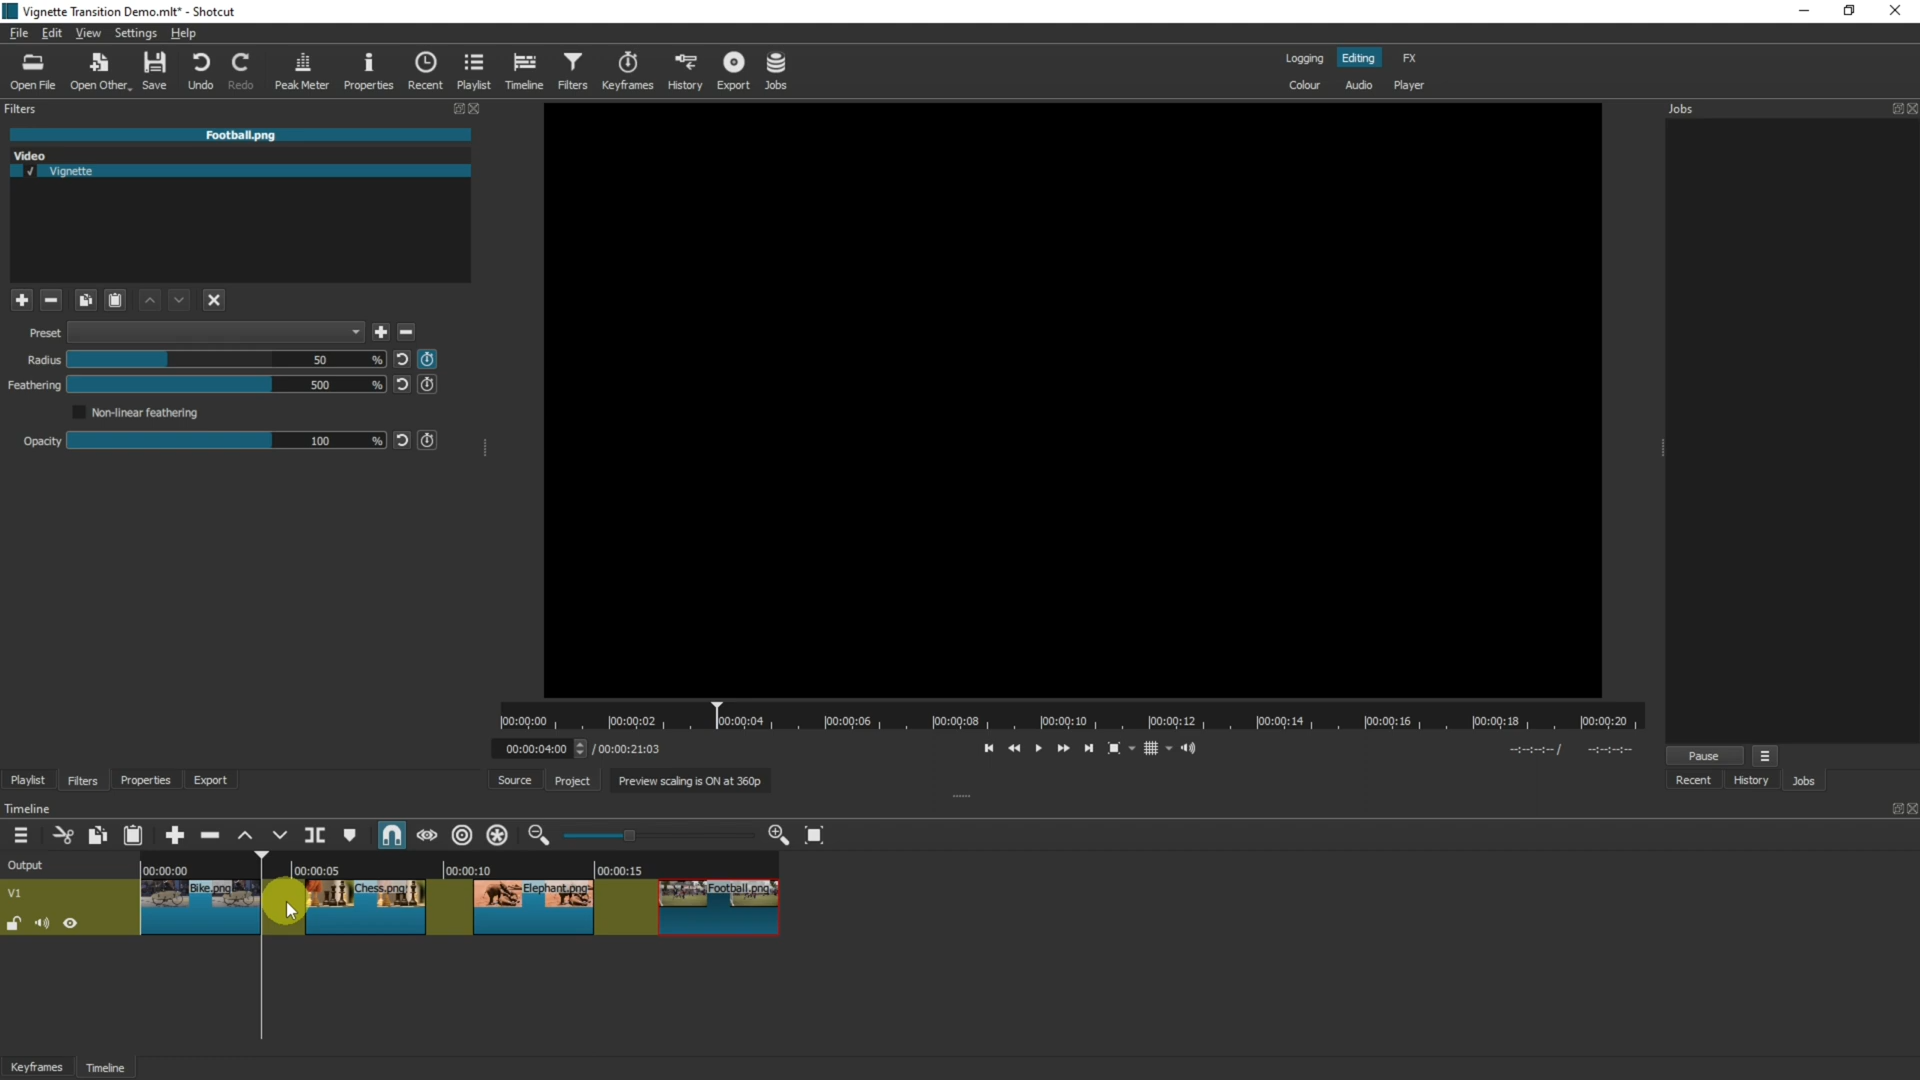 Vignette Transition Demo.mlt* - Shotcut
File Edit View Settings Help
Open File Open Other Save Undo Redo Peak Meter Properties Recent Playlist Timeline Filters Keyframes History Export Jobs
Logging Editing FX
Colour Audio Player
Filters
Jobs
Football.png
Video
✓ Vignette
Preset
Radius 50 %
Feathering 500 %
Non-linear feathering
Opacity 100 %
00:00:00 00:00:02 00:00:04 00:00:06 00:00:08 00:00:10 00:00:12 00:00:14 00:00:16 00:00:18 00:00:20
00:00:04:00 / 00:00:21:03 --:--:--:-- / --:--:--:--
Pause
Playlist Filters Properties Export
Source Project Preview scaling is ON at 360p
Recent History Jobs
Timeline
Output 00:00:00 00:00:05 00:00:10 00:00:15
V1 Bike.png Chess.png Elephant.png Football.png
Keyframes Timeline